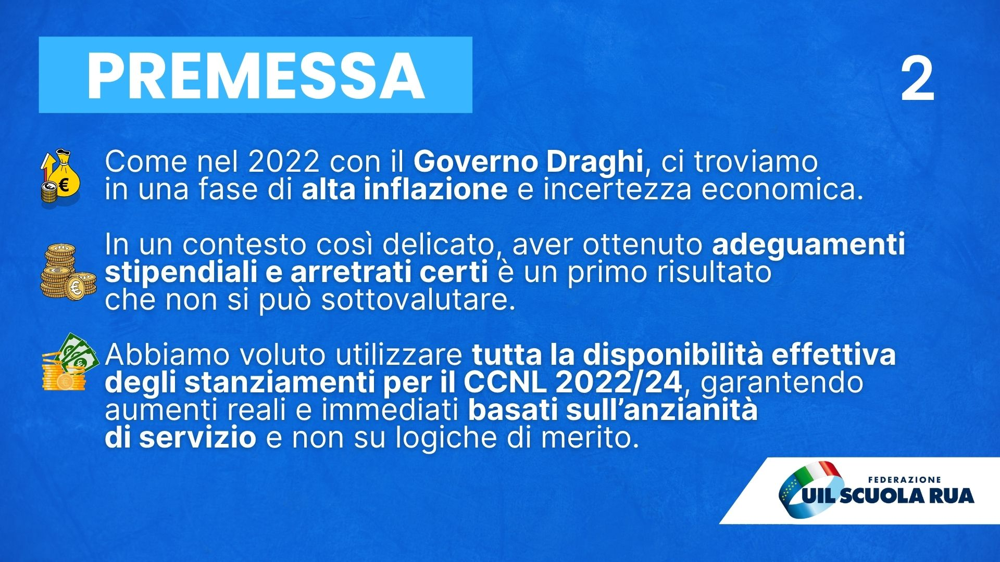 PREMESSA
2
Come nel 2022 con il Governo Draghi, ci troviamo
in una fase di alta inflazione e incertezza economica.
In un contesto così delicato, aver ottenuto adeguamenti
stipendiali e arretrati certi è un primo risultato
che non si può sottovalutare.
Abbiamo voluto utilizzare tutta la disponibilità effettiva
degli stanziamenti per il CCNL 2022/24, garantendo
aumenti reali e immediati basati sull’anzianità
di servizio e non su logiche di merito.
FEDERAZIONE
UIL SCUOLA RUA